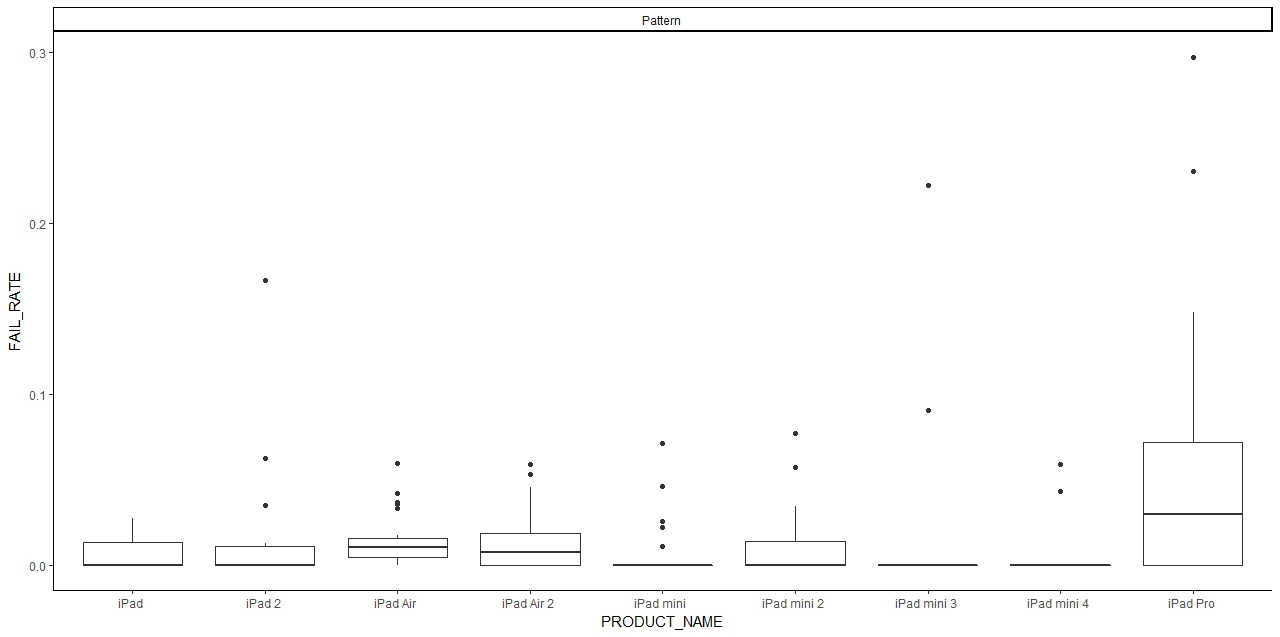 Pattern
0.3
0.2
0.1
0.0
FAIL_RATE
iPad iPad 2 iPad Air iPad Air 2 iPad mini iPad mini 2 iPad mini 3 iPad mini 4 iPad Pro
PRODUCT_NAME